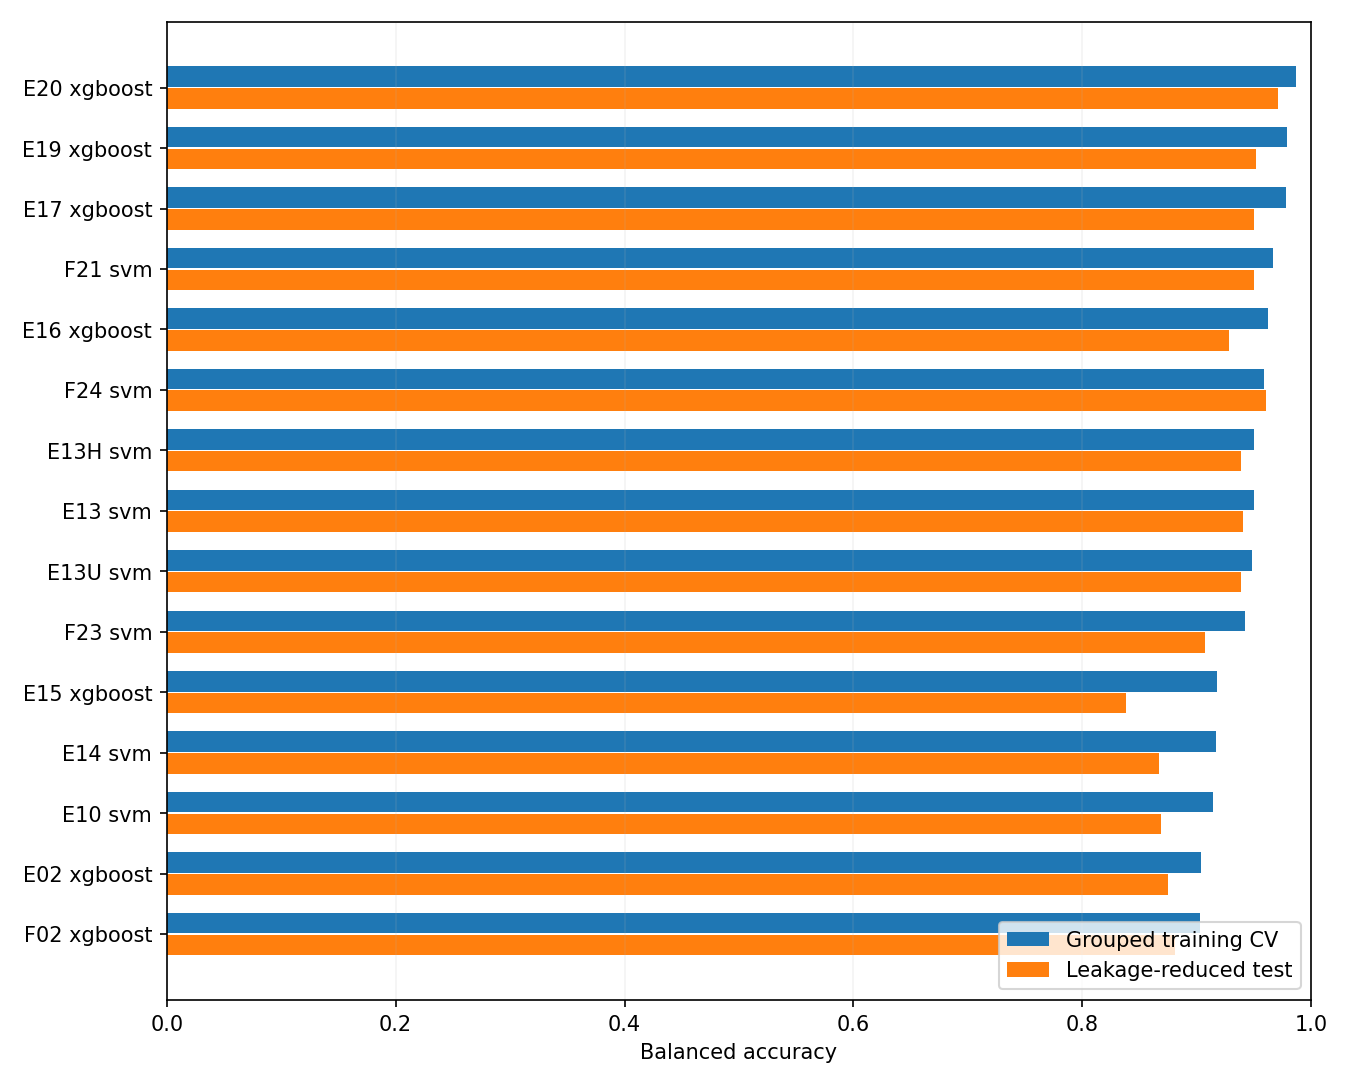 E20 xgboost
E19 xgboost
E17 xgboost
F21 svm
E16 xgboost
F24 svm
E13H svm
E13 svm
E13U svm
F23 svm
E15 xgboost
E14 svm
E10 svm
E02 xgboost
F02 xgboost
Grouped training CV
Leakage-reduced test
0.0 0.2 0.4 0.6 0.8 1.0
Balanced accuracy